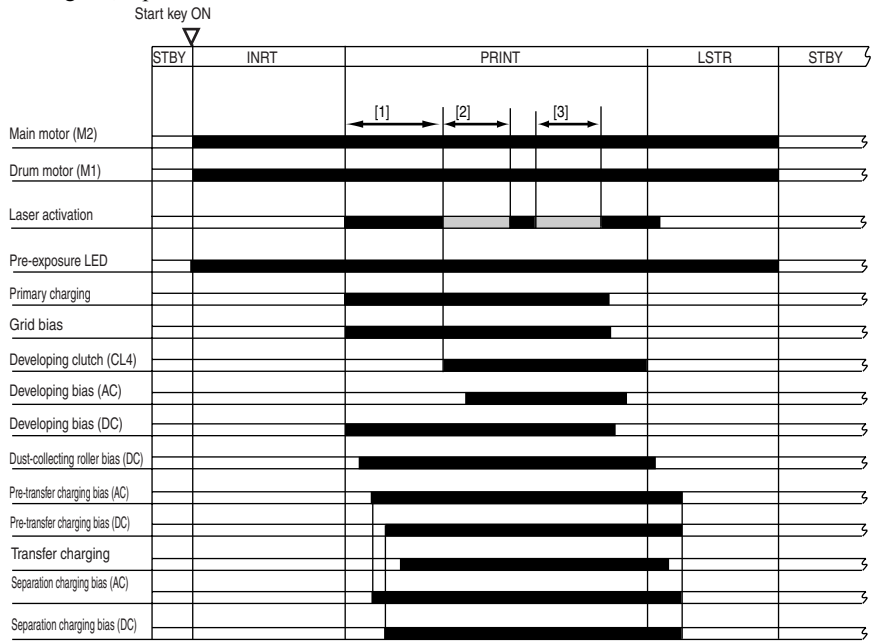 Start key ON
STBY INRT PRINT LSTR STBY
[1] [2] [3]
Main motor (M2)
Drum motor (M1)
Laser activation
Pre-exposure LED
Primary charging
Grid bias
Developing clutch (CL4)
Developing bias (AC)
Developing bias (DC)
Dust-collecting roller bias (DC)
Pre-transfer charging bias (AC)
Pre-transfer charging bias (DC)
Transfer charging
Separation charging bias (AC)
Separation charging bias (DC)